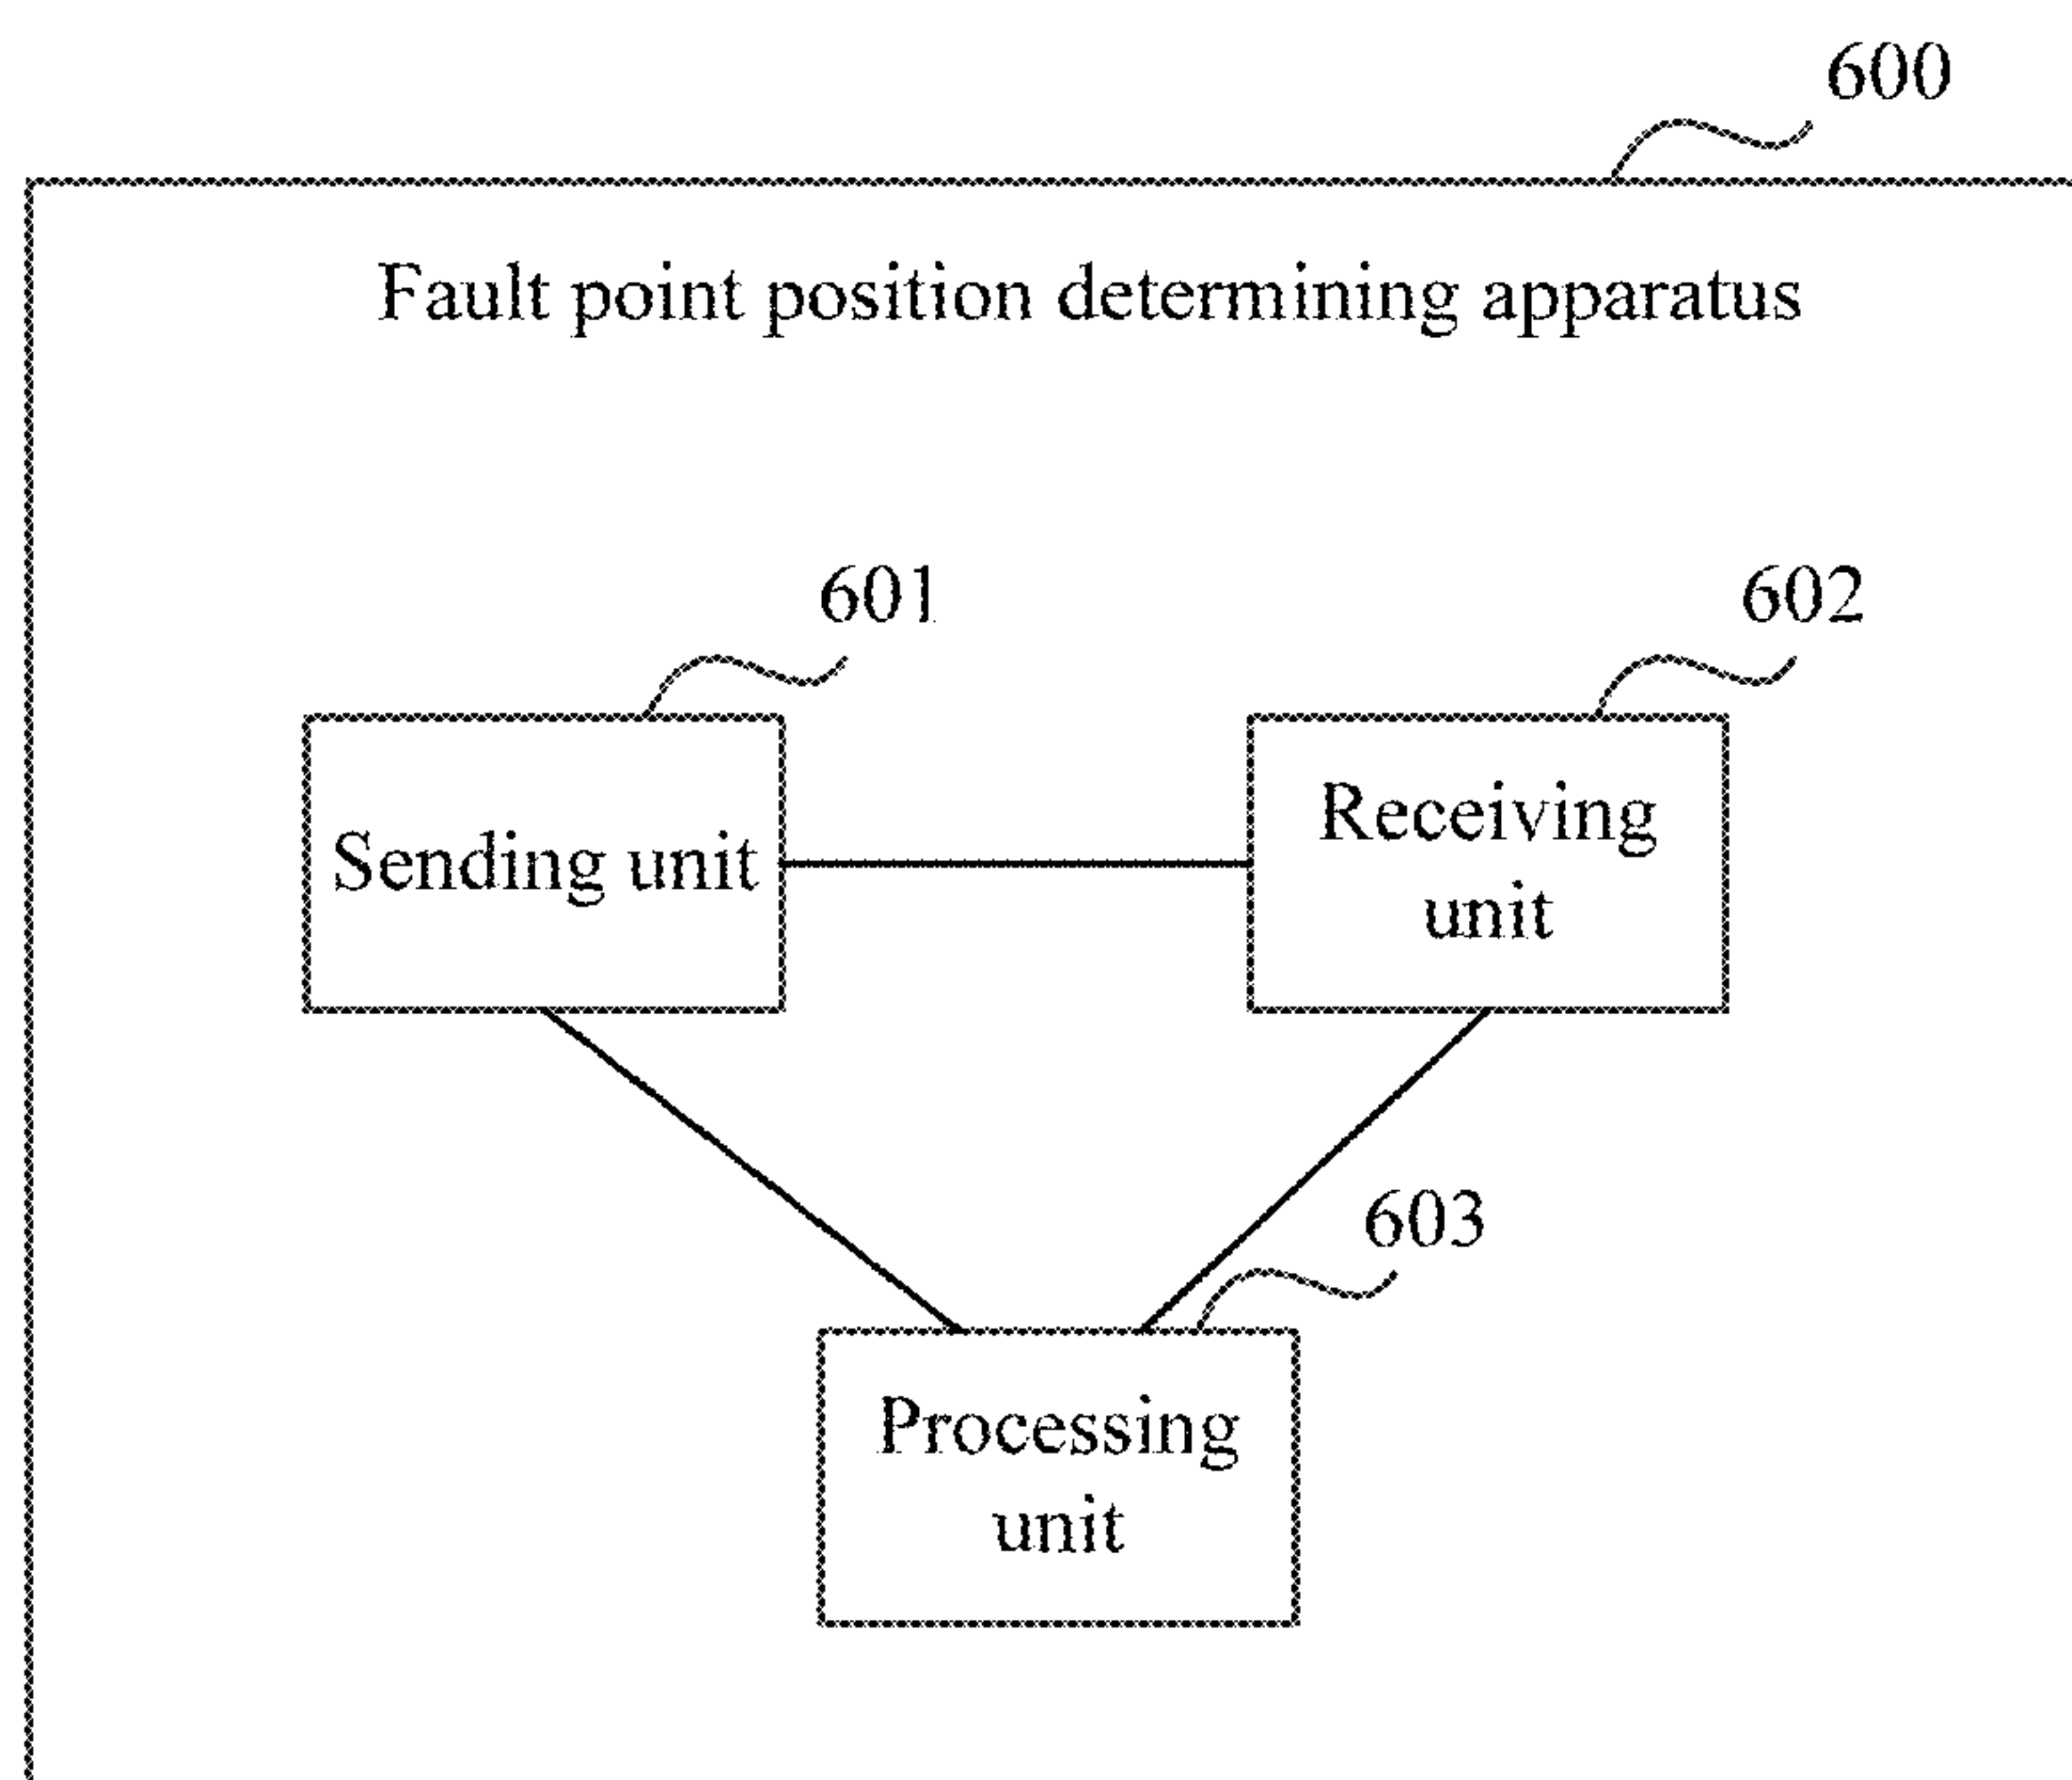 600
Fault point position determining apparatus
601
602
Sending unit
Receiving
unit
603
Processing
unit